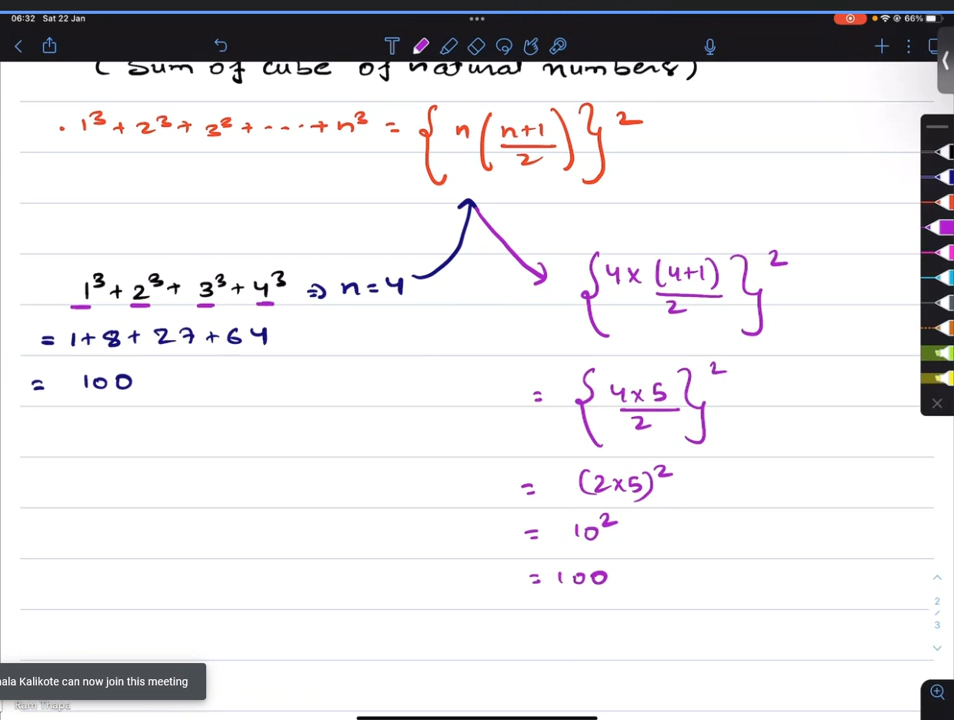 06:32 Sat 22 Jan
66%
( Sum of cube of natural numbers)
. 1³ + 2³ + 3³ + ---- + n³ = { n ( (n+1)/2 ) }²
1³ + 2³ + 3³ + 4³ ⇒ n = 4
= 1 + 8 + 27 + 64
= 100
{ 4 × (4+1)/2 }²
= { (4 × 5)/2 }²
= (2×5)²
= 10²
= 100
2
/
3
ala Kalikote can now join this meeting
Ram Thapa